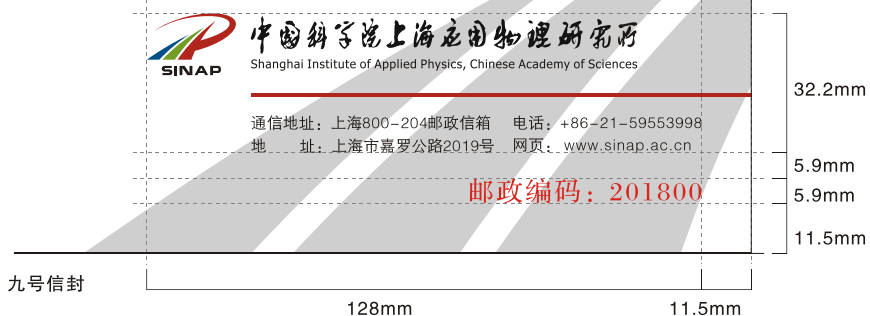 中国科学院上海应用物理研究所
SINAP
Shanghai Institute of Applied Physics, Chinese Academy of Sciences
32.2mm
通信地址：上海800-204邮政信箱 电话：+86-21-59553998
地 址：上海市嘉罗公路2019号 网页：www.sinap.ac.cn
5.9mm
邮政编码：201800
5.9mm
11.5mm
九号信封
128mm 11.5mm